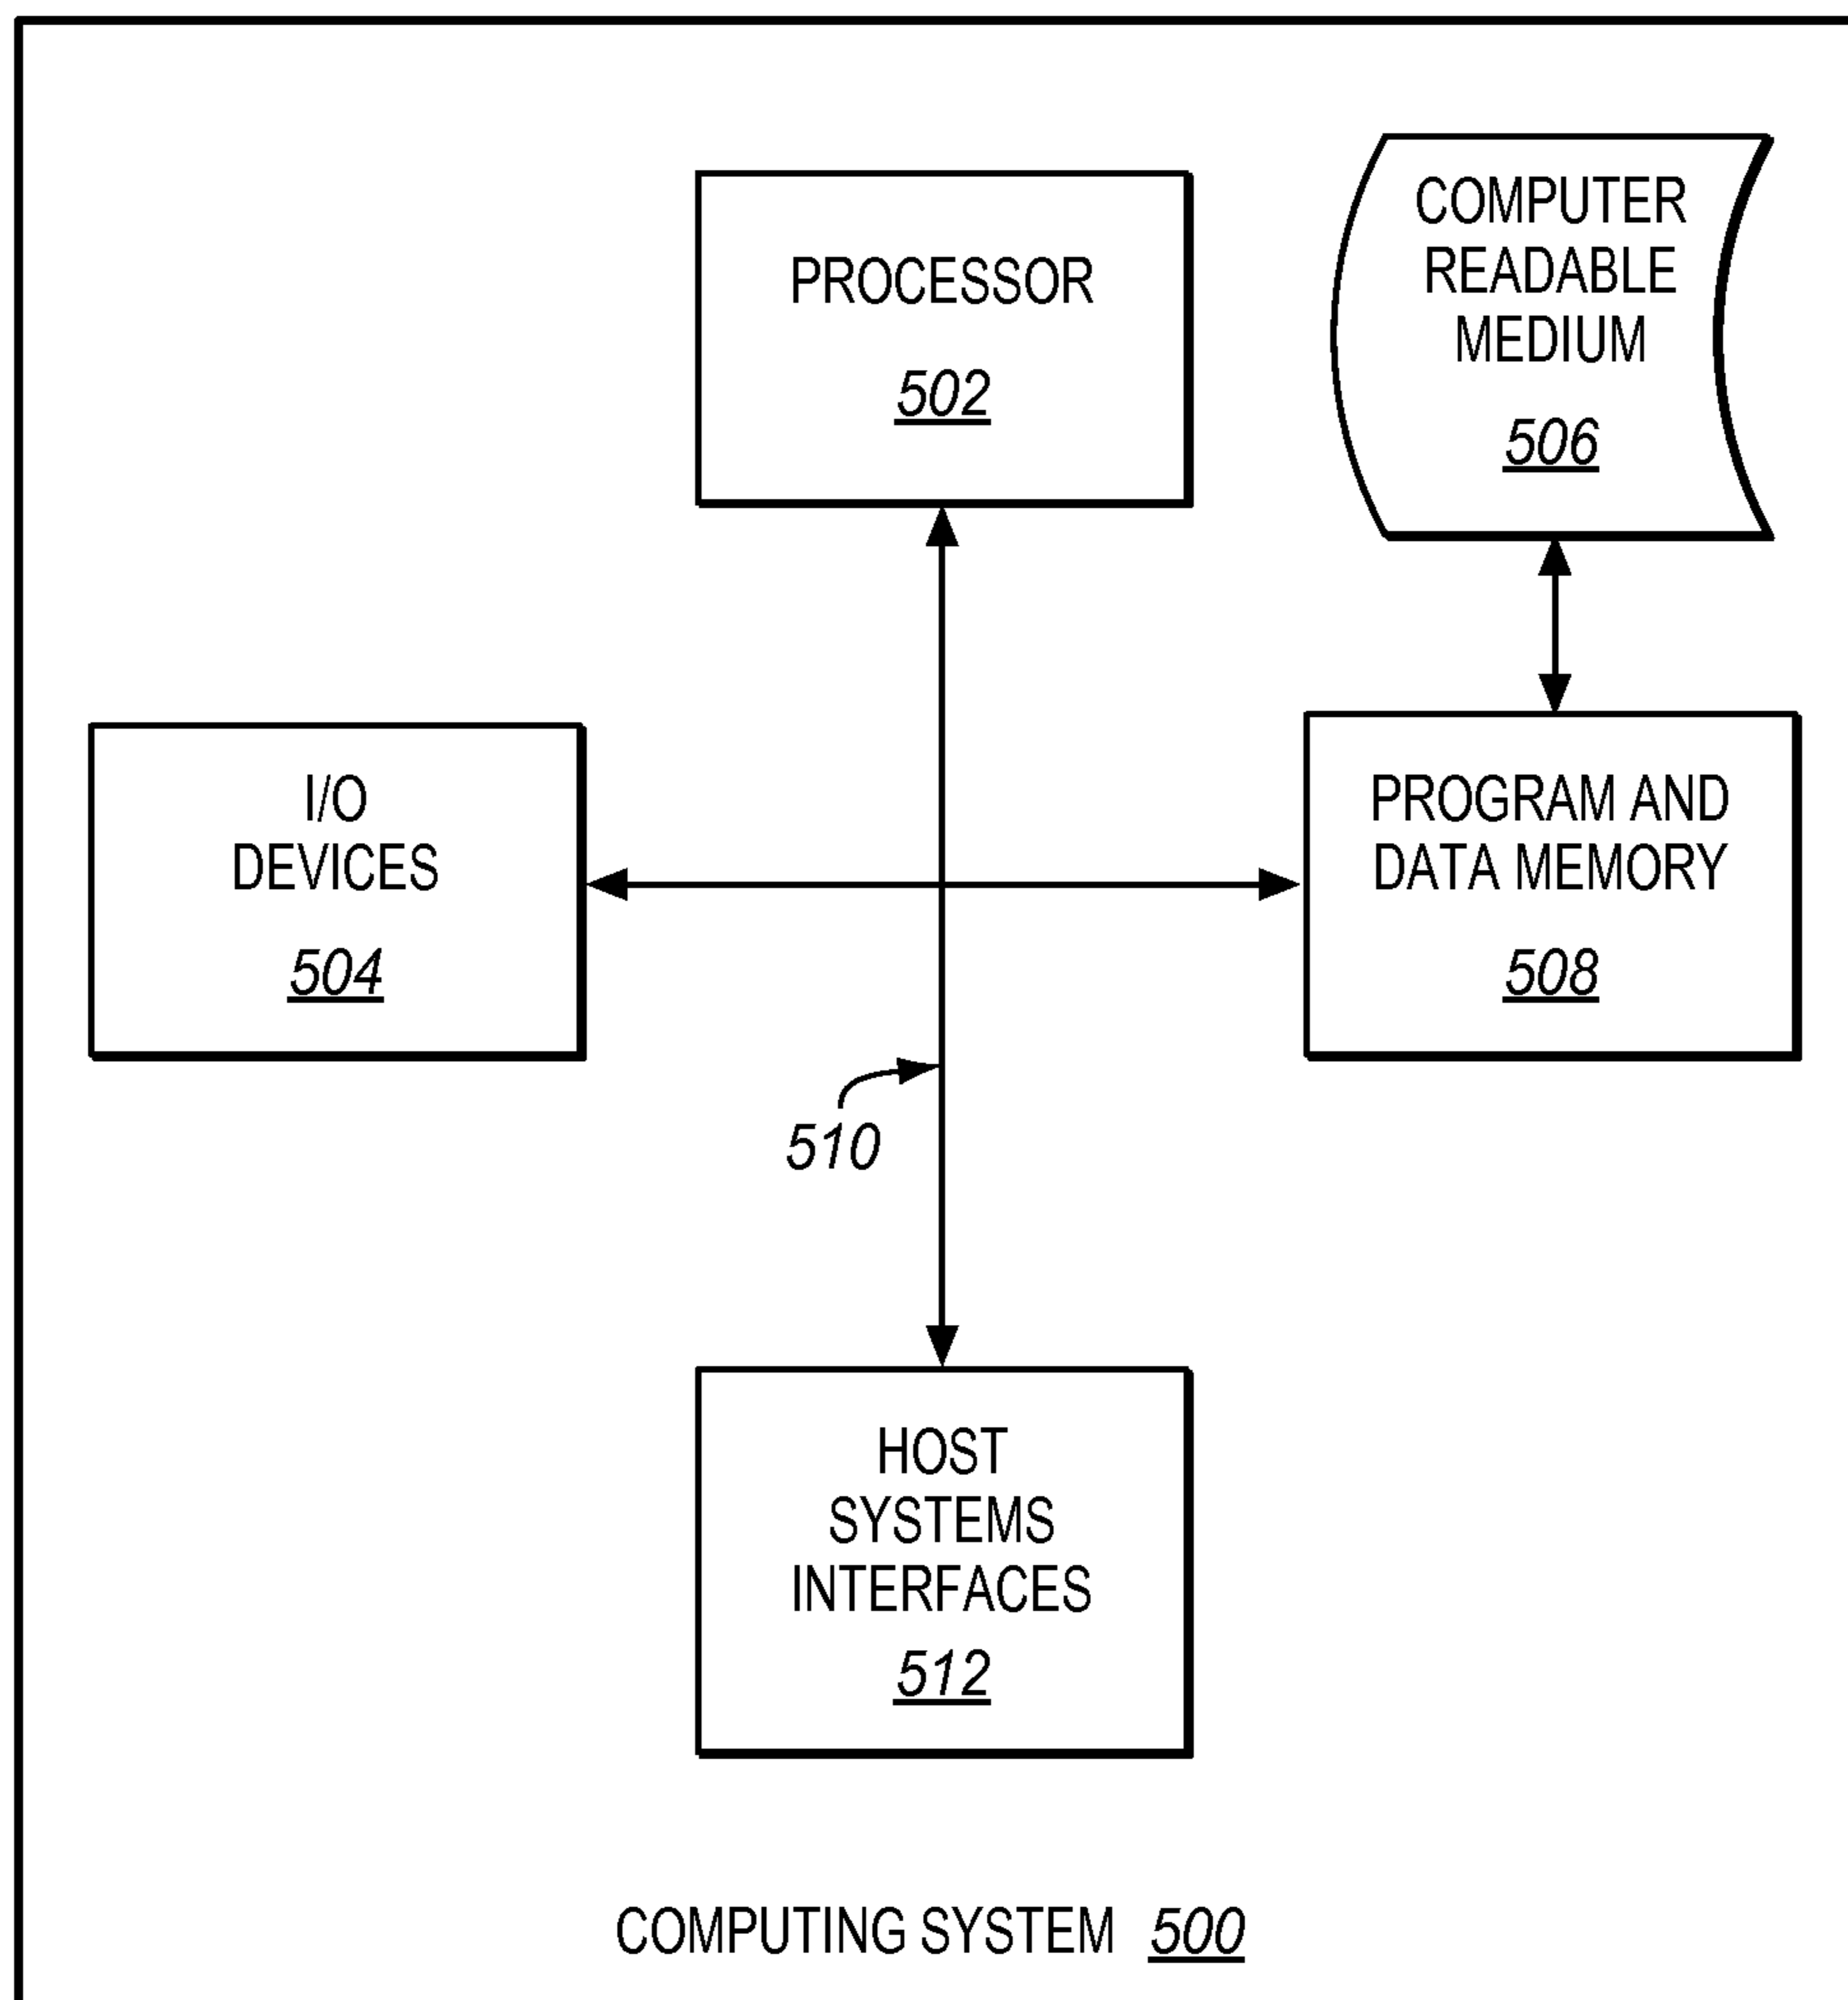 PROCESSOR
502
COMPUTER
READABLE
MEDIUM
506
I/O
DEVICES
504
PROGRAM AND
DATA MEMORY
508
510
HOST
SYSTEMS
INTERFACES
512
COMPUTING SYSTEM 500